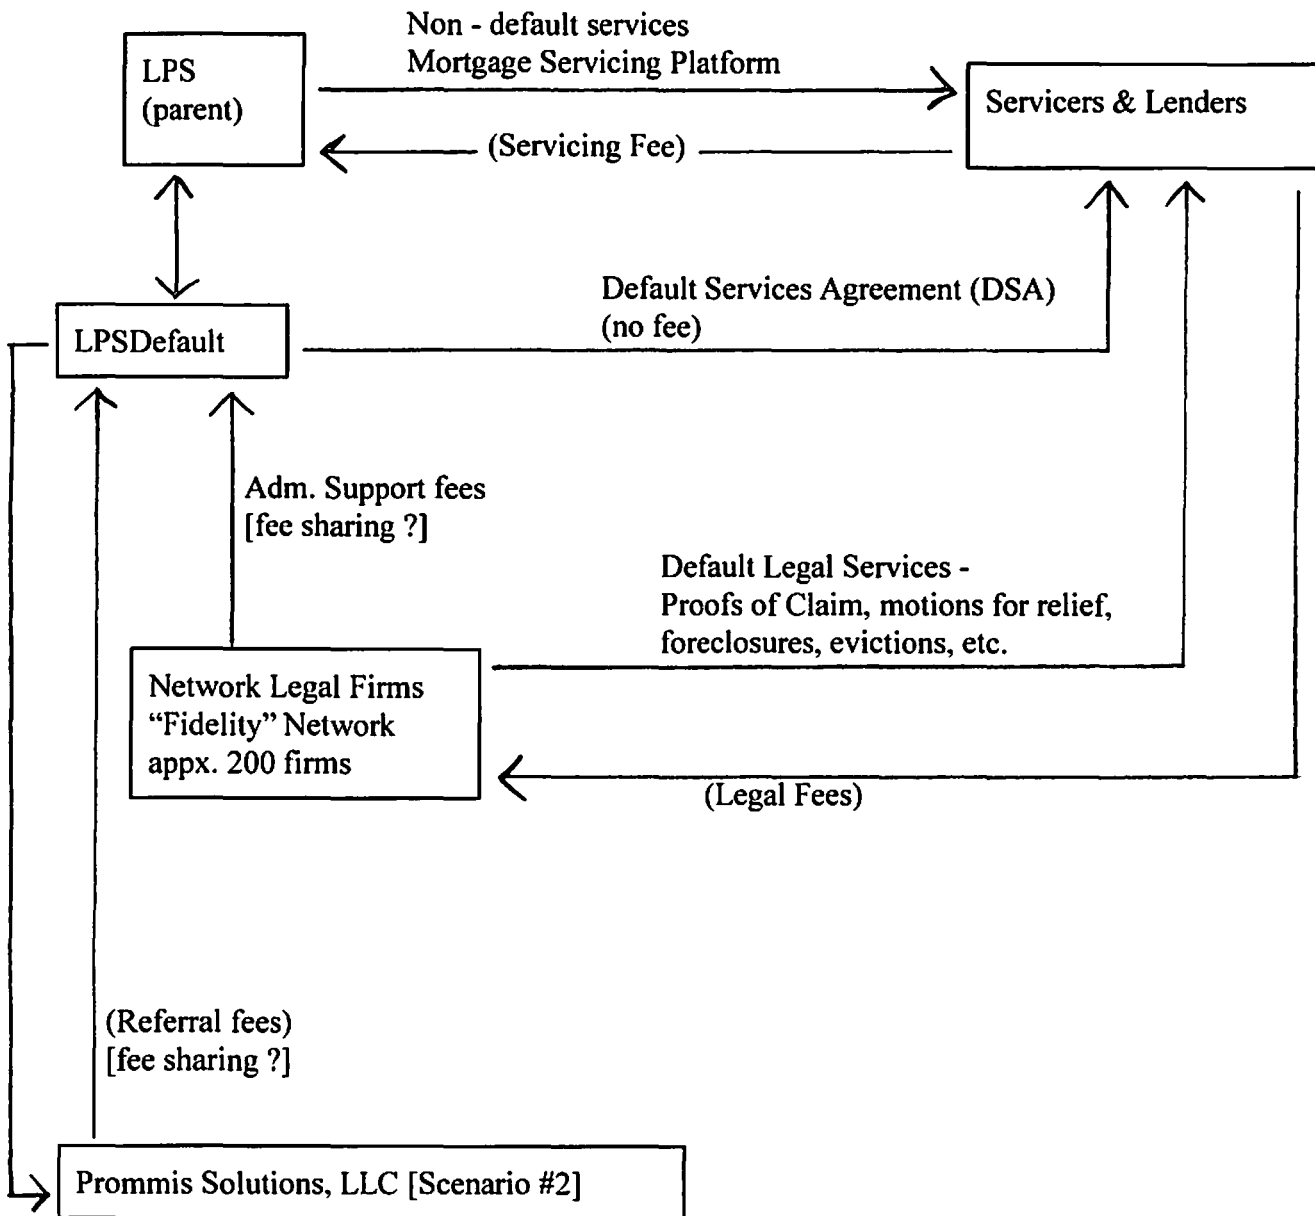 Non - default services
Mortgage Servicing Platform
LPS
(parent)
Servicers & Lenders
(Servicing Fee)
Default Services Agreement (DSA)
(no fee)
LPSDefault
Adm. Support fees
[fee sharing ?]
Default Legal Services -
Proofs of Claim, motions for relief,
foreclosures, evictions, etc.
Network Legal Firms
“Fidelity” Network
appx. 200 firms
(Legal Fees)
(Referral fees)
[fee sharing ?]
Prommis Solutions, LLC [Scenario #2]